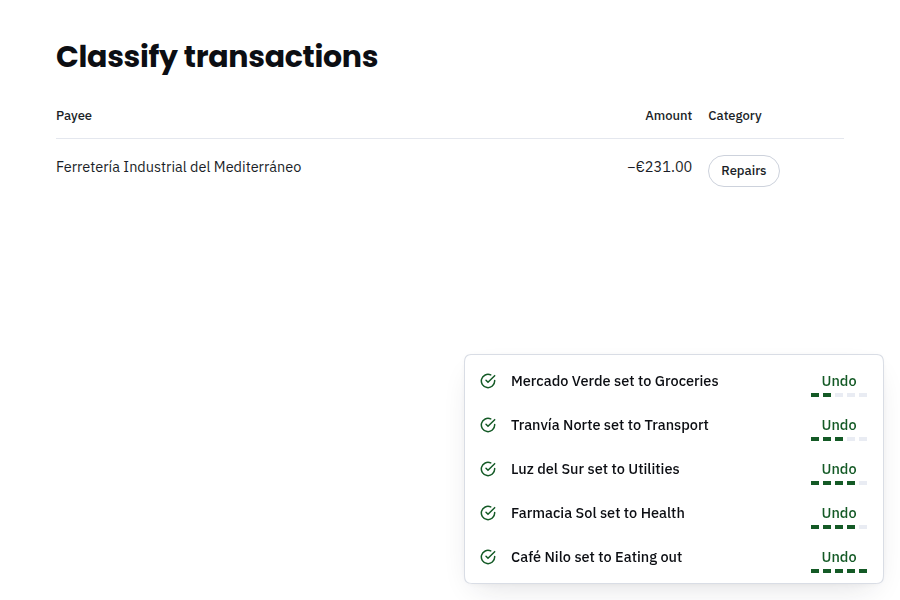 Classify transactions
Payee Amount Category
Ferretería Industrial del Mediterráneo −€231.00 Repairs
Mercado Verde set to Groceries Undo
Tranvía Norte set to Transport Undo
Luz del Sur set to Utilities Undo
Farmacia Sol set to Health Undo
Café Nilo set to Eating out Undo